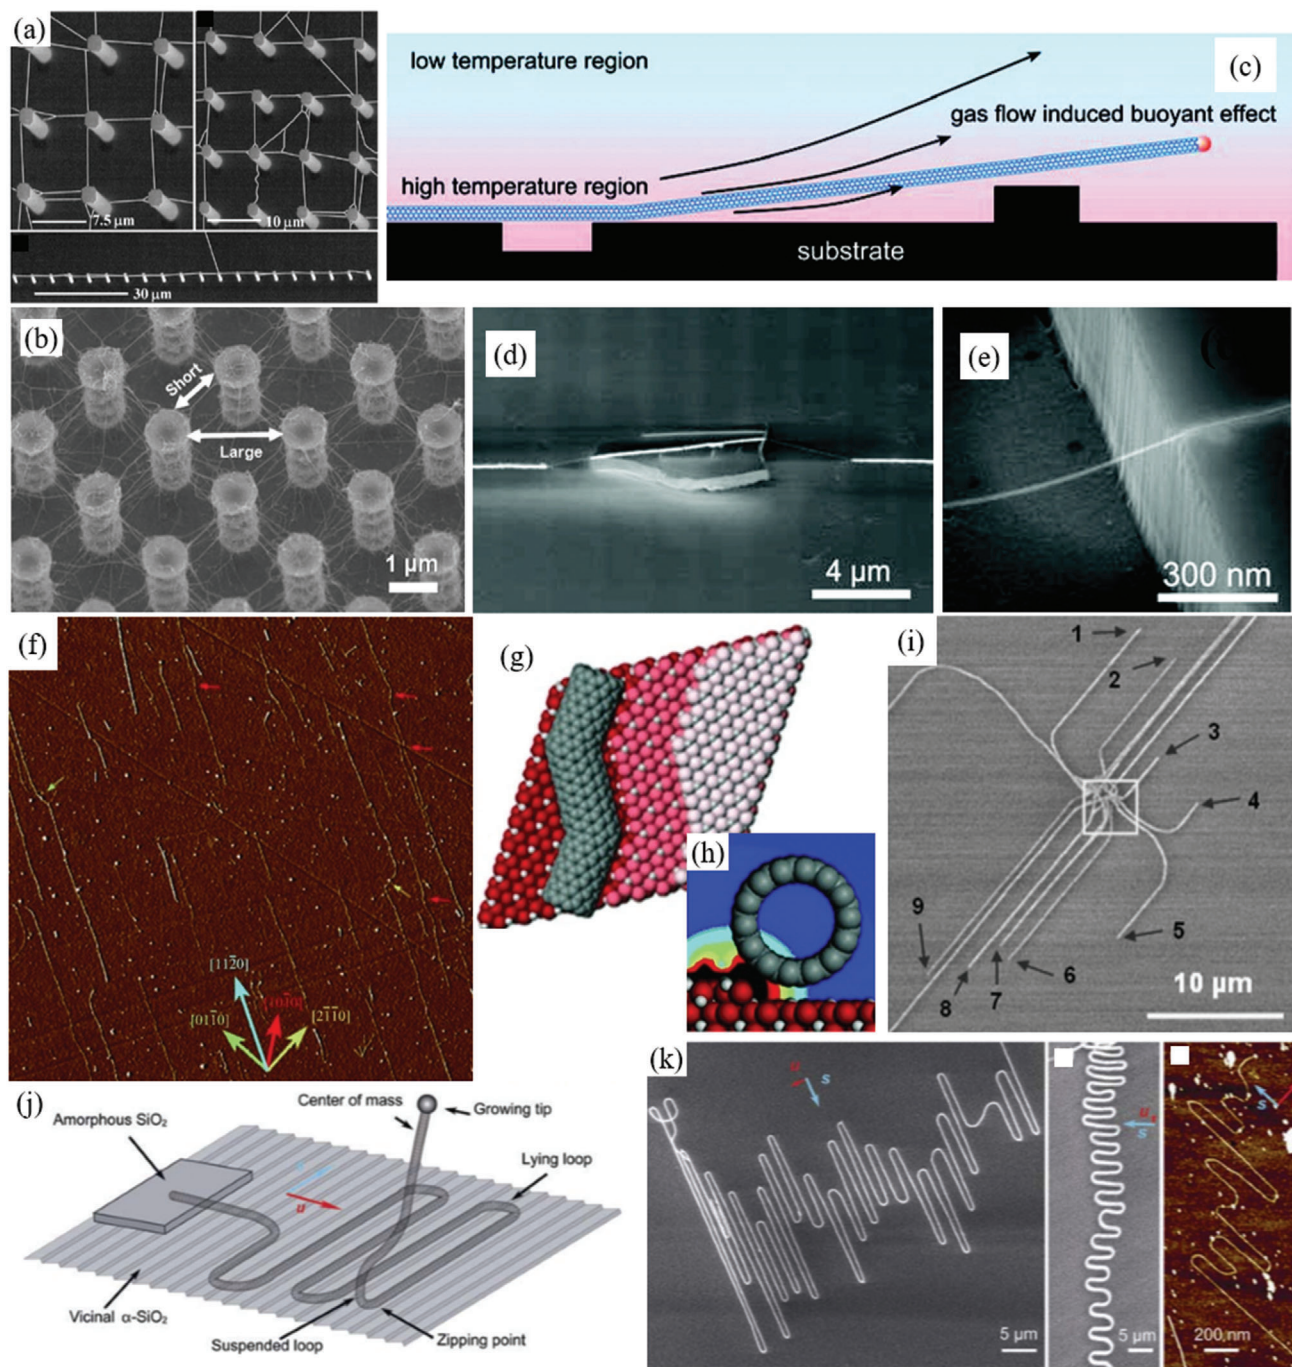 (a)
7.5 μm
10 μm
30 μm
low temperature region
(c)
gas flow induced buoyant effect
high temperature region
substrate
(b)
Short
Large
1 μm
(d)
4 μm
(e)
300 nm
(f)
[112̅0]
[011̅0]
[21̅1̅0]
(g)
(h)
(i)
1
2
3
4
5
6
7
8
9
10 μm
(j)
Amorphous SiO₂
Center of mass
Growing tip
Lying loop
u
Vicinal α-SiO₂
Suspended loop
Zipping point
(k)
u
s
5 μm
u
s
5 μm
s
200 nm